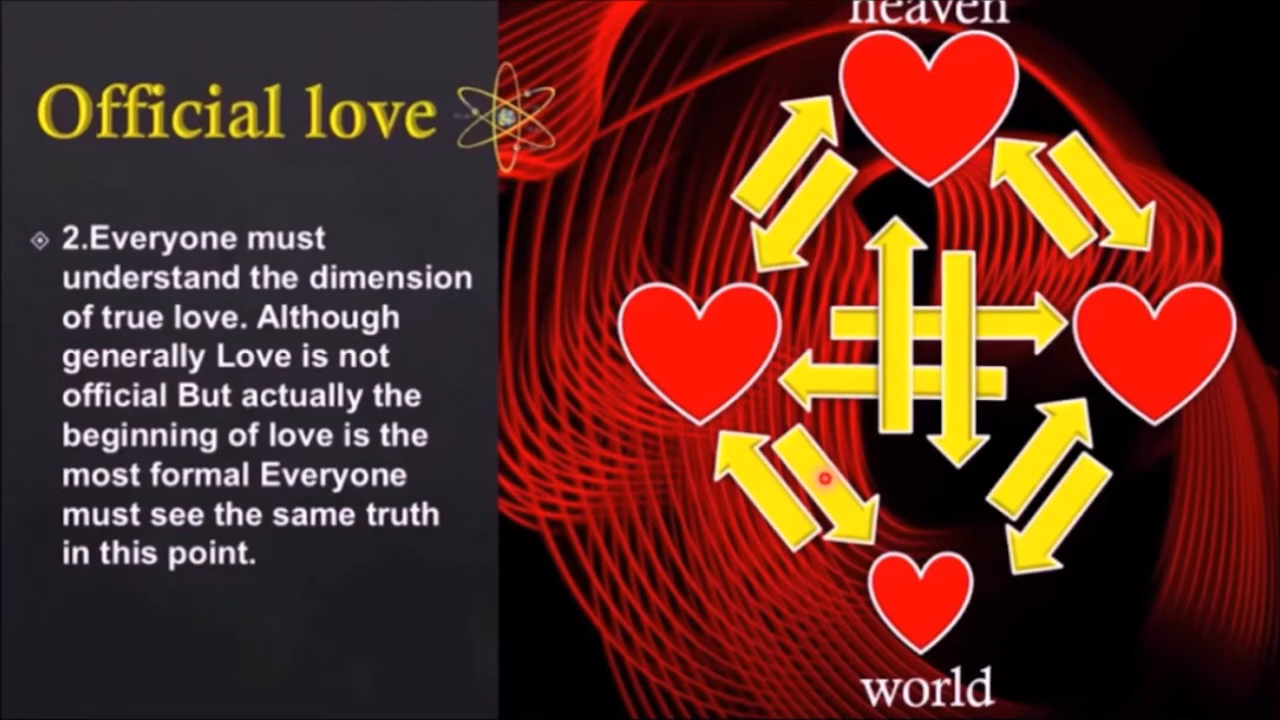 heaven
Official love
2.Everyone must
understand the dimension
of true love. Although
generally Love is not
official But actually the
beginning of love is the
most formal Everyone
must see the same truth
in this point.
world